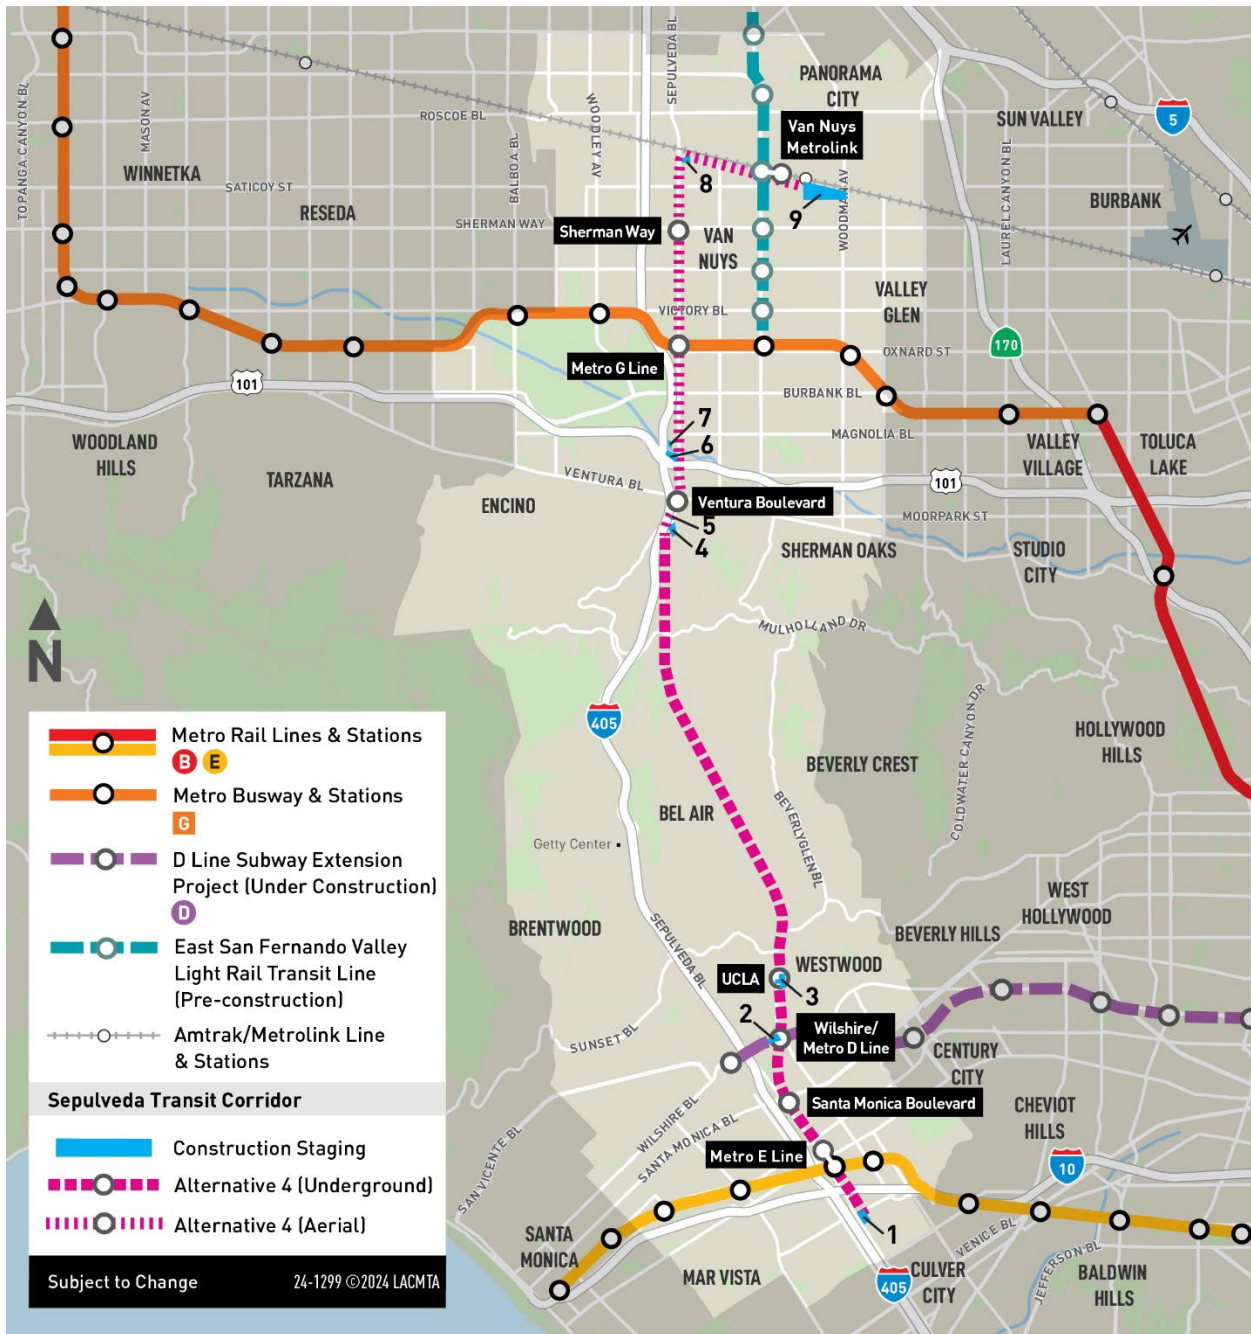 PANORAMA
CITY
SUN VALLEY
5
Van Nuys
Metrolink
BURBANK
SEPULVEDA BL
WOODLEY AV
ROSCOE BL
MASON AV
TOPANGA CANYON BL
WINNETKA
SATICOY ST
RESEDA
BALBOA BL
SHERMAN WAY
Sherman Way
8
VAN
NUYS
9
WOODMAN AV
LAUREL CANYON BL
VICTORY BL
VALLEY
GLEN
170
OXNARD ST
Metro G Line
101
BURBANK BL
MAGNOLIA BL
WOODLAND
HILLS
TARZANA
7
6
VENTURA BL
ENCINO
Ventura Boulevard
5
4
SHERMAN OAKS
VALLEY
VILLAGE
TOLUCA
LAKE
101
MOORPARK ST
STUDIO
CITY
N
MULHOLLAND DR
405
COLDWATER CANYON DR
HOLLYWOOD
HILLS
BEVERLY CREST
BEL AIR
BEVERLY GLEN BL
Getty Center
BRENTWOOD
SEPULVEDA BL
WEST
HOLLYWOOD
BEVERLY HILLS
WESTWOOD
UCLA
3
2
Wilshire/
Metro D Line
CENTURY
CITY
SUNSET BL
Santa Monica Boulevard
CHEVIOT
HILLS
WILSHIRE BL
SANTA MONICA BL
SAN VICENTE BL
Metro E Line
10
SANTA
MONICA
1
VENICE BL
JEFFERSON BL
MAR VISTA
405
CULVER
CITY
BALDWIN
HILLS
Metro Rail Lines & Stations
B E
Metro Busway & Stations
G
D Line Subway Extension
Project (Under Construction)
D
East San Fernando Valley
Light Rail Transit Line
(Pre-construction)
Amtrak/Metrolink Line
& Stations
Sepulveda Transit Corridor
Construction Staging
Alternative 4 (Underground)
Alternative 4 (Aerial)
Subject to Change
24-1299 ©2024 LACMTA